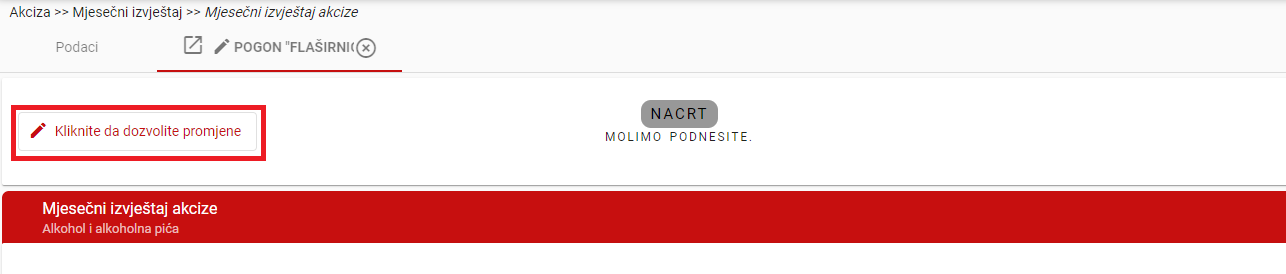 Akciza >> Mjesečni izvještaj >> Mjesečni izvještaj akcize
Podaci
POGON "FLAŠIRNIC
Kliknite da dozvolite promjene
NACRT
MOLIMO PODNESITE.
Mjesečni izvještaj akcize
Alkohol i alkoholna pića